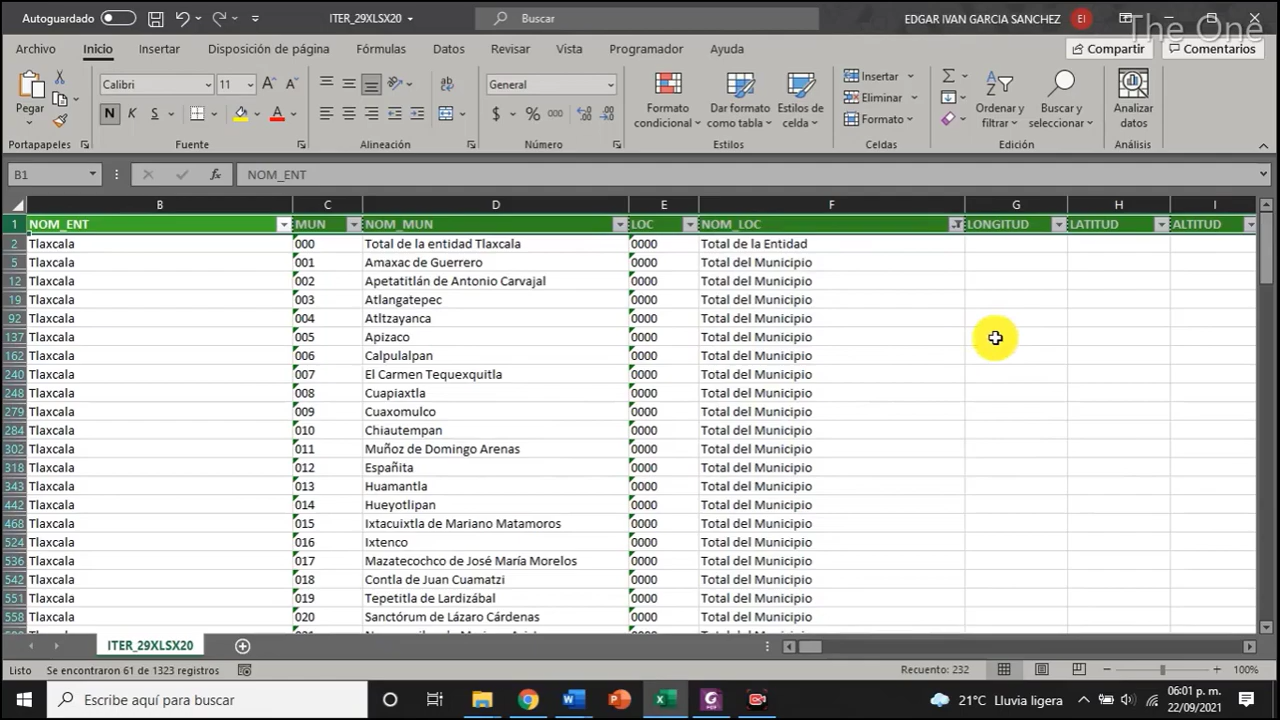 Autoguardado
ITER_29XLSX20
Buscar
EDGAR IVAN GARCIA SANCHEZ
EI
The One
Archivo Inicio Insertar Disposición de página Fórmulas Datos Revisar Vista Programador Ayuda Compartir Comentarios
Pegar
Calibri 11
N K S
General
$ % 000
Formato condicional
Dar formato como tabla
Estilos de celda
Insertar
Eliminar
Formato
Ordenar y filtrar
Buscar y seleccionar
Analizar datos
Portapapeles Fuente Alineación Número Estilos Celdas Edición Análisis
B1 fx NOM_ENT
B C D E F G H I
1 NOM_ENT MUN NOM_MUN LOC NOM_LOC LONGITUD LATITUD ALTITUD
2 Tlaxcala 000 Total de la entidad Tlaxcala 0000 Total de la Entidad
5 Tlaxcala 001 Amaxac de Guerrero 0000 Total del Municipio
12 Tlaxcala 002 Apetatitlán de Antonio Carvajal 0000 Total del Municipio
19 Tlaxcala 003 Atlangatepec 0000 Total del Municipio
92 Tlaxcala 004 Atltzayanca 0000 Total del Municipio
137 Tlaxcala 005 Apizaco 0000 Total del Municipio
162 Tlaxcala 006 Calpulalpan 0000 Total del Municipio
240 Tlaxcala 007 El Carmen Tequexquitla 0000 Total del Municipio
248 Tlaxcala 008 Cuapiaxtla 0000 Total del Municipio
279 Tlaxcala 009 Cuaxomulco 0000 Total del Municipio
284 Tlaxcala 010 Chiautempan 0000 Total del Municipio
302 Tlaxcala 011 Muñoz de Domingo Arenas 0000 Total del Municipio
318 Tlaxcala 012 Españita 0000 Total del Municipio
343 Tlaxcala 013 Huamantla 0000 Total del Municipio
442 Tlaxcala 014 Hueyotlipan 0000 Total del Municipio
468 Tlaxcala 015 Ixtacuixtla de Mariano Matamoros 0000 Total del Municipio
524 Tlaxcala 016 Ixtenco 0000 Total del Municipio
536 Tlaxcala 017 Mazatecochco de José María Morelos 0000 Total del Municipio
542 Tlaxcala 018 Contla de Juan Cuamatzi 0000 Total del Municipio
551 Tlaxcala 019 Tepetitla de Lardizábal 0000 Total del Municipio
558 Tlaxcala 020 Sanctórum de Lázaro Cárdenas 0000 Total del Municipio
ITER_29XLSX20
Listo Se encontraron 61 de 1323 registros Recuento: 232 100%
Escribe aquí para buscar
21°C Lluvia ligera
06:01 p. m.
22/09/2021